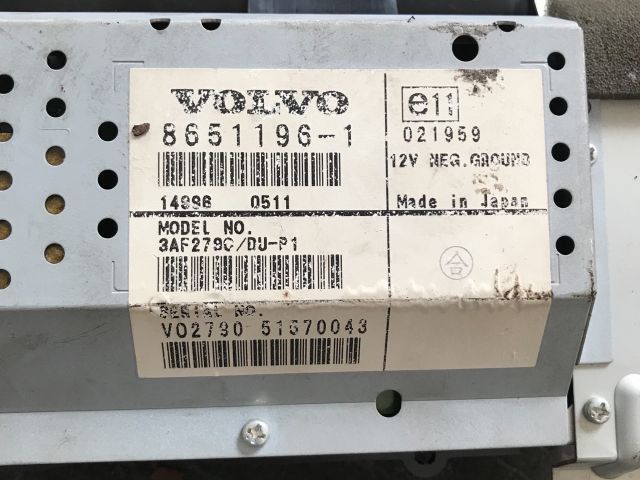 VOLVO
8651196-1
14996 0511
MODEL NO.
3AF279C/DU-P1
SERIAL NO.
VO2790 51670043
e11
021959
12V NEG.GROUND
Made in Japan
合